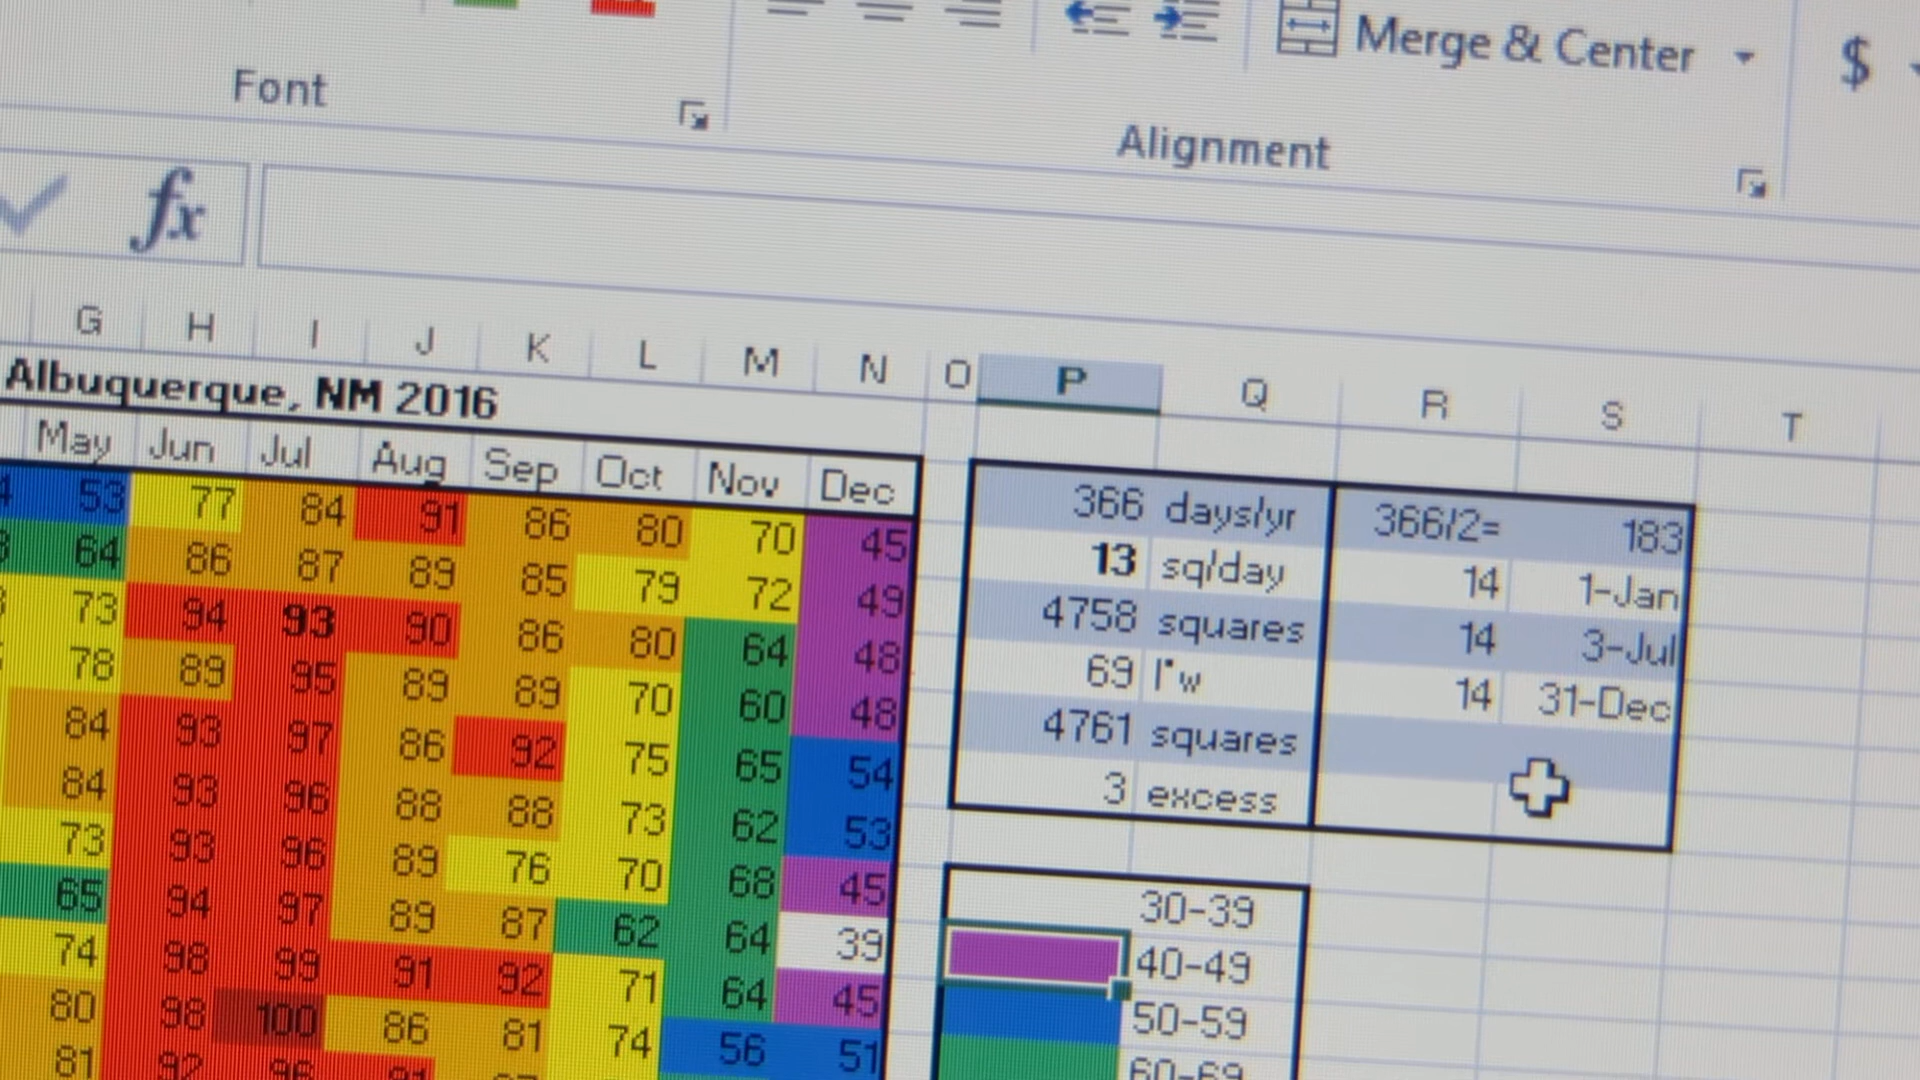 Merge & Center $
Font
Alignment
fx
G H I J K L M N O P Q R S T
Albuquerque, NM 2016
May Jun Jul Aug Sep Oct Nov Dec
53 77 84 91 86 80 70 45
64 86 87 89 85 79 72 49
73 94 93 90 86 80 64 48
78 89 95 89 89 70 60 48
84 93 97 86 92 75 65 54
84 93 96 88 88 73 62 53
73 93 96 89 76 70 68 45
65 94 97 89 87 62 64 39
74 98 99 91 92 71 64 45
80 98 100 86 81 74 56 51
81 92 96 91
366 days/yr 366/2= 183
13 sq/day 14 1-Jan
4758 squares 14 3-Jul
69 l*w 14 31-Dec
4761 squares
3 excess
30-39
40-49
50-59
60-69